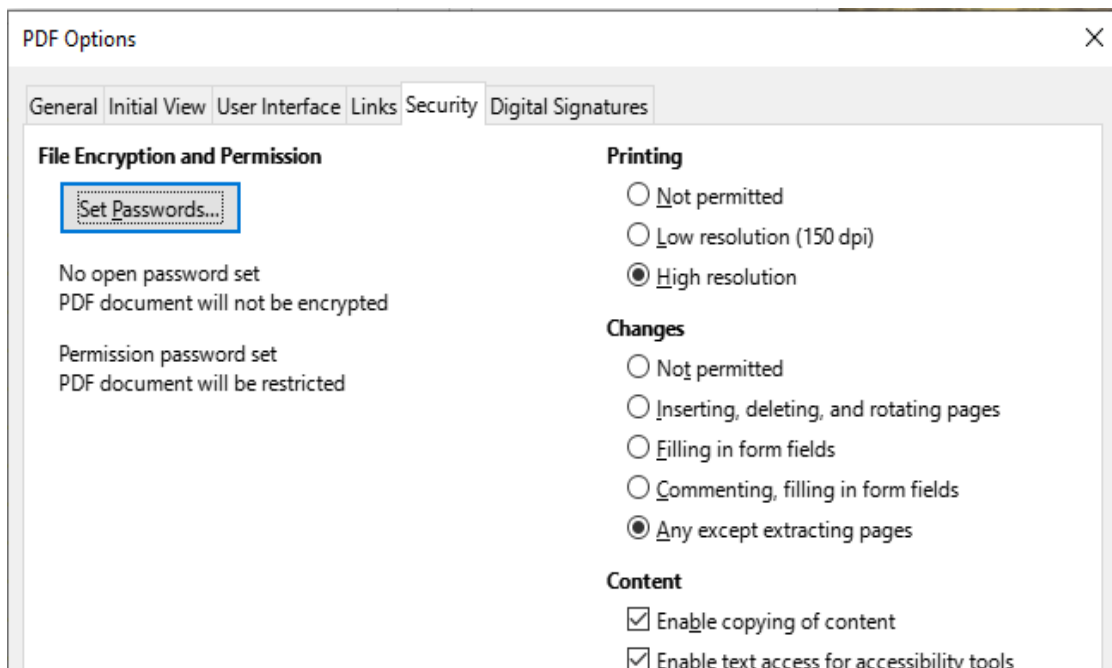 PDF Options
General Initial View User Interface Links Security Digital Signatures
File Encryption and Permission
Set Passwords...
No open password set
PDF document will not be encrypted
Permission password set
PDF document will be restricted
Printing
Not permitted
Low resolution (150 dpi)
High resolution
Changes
Not permitted
Inserting, deleting, and rotating pages
Filling in form fields
Commenting, filling in form fields
Any except extracting pages
Content
Enable copying of content
Enable text access for accessibility tools